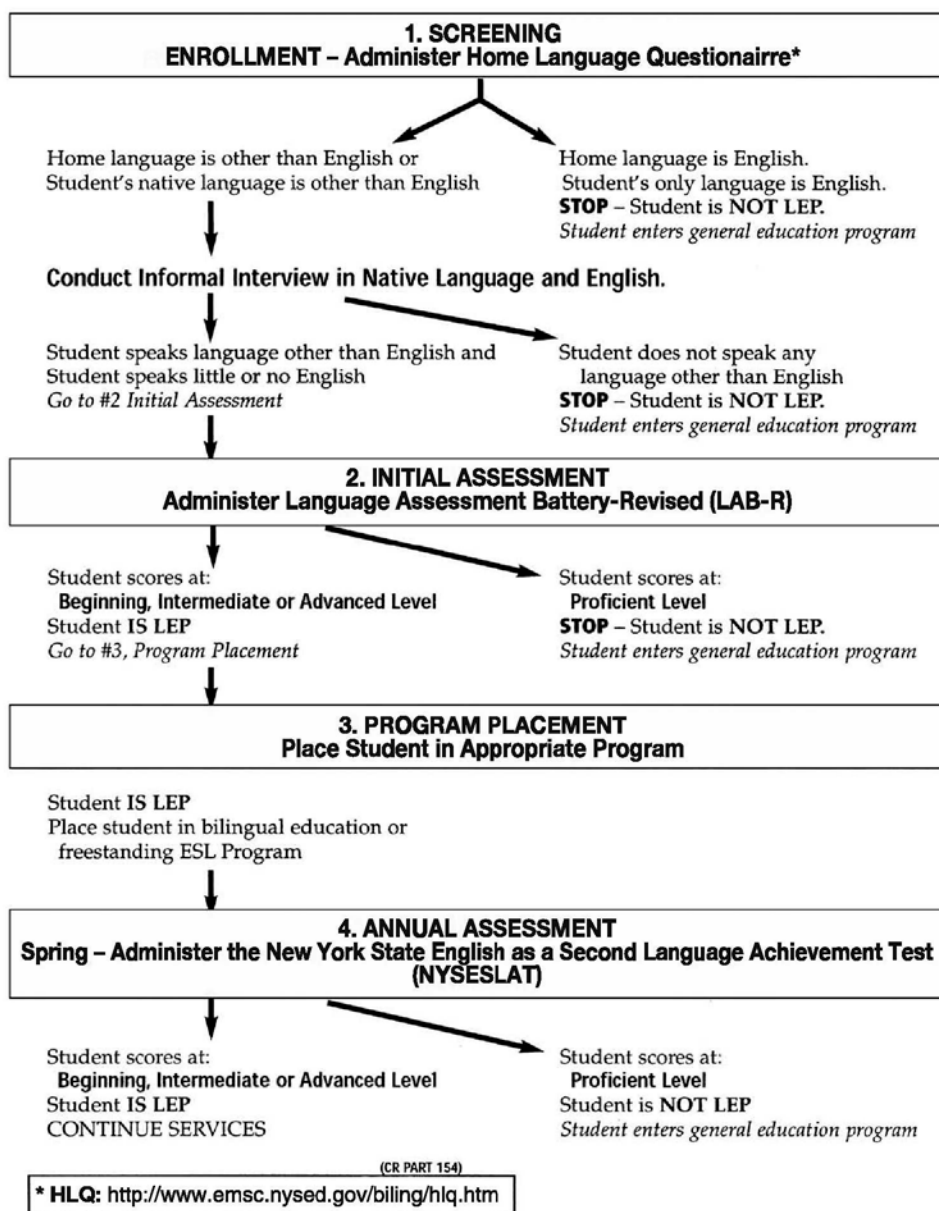 1. SCREENING
ENROLLMENT – Administer Home Language Questionairre*
Home language is other than English or
Student's native language is other than English
Home language is English.
Student's only language is English.
STOP – Student is NOT LEP.
Student enters general education program
Conduct Informal Interview in Native Language and English.
Student speaks language other than English and
Student speaks little or no English
Go to #2 Initial Assessment
Student does not speak any
language other than English
STOP – Student is NOT LEP.
Student enters general education program
2. INITIAL ASSESSMENT
Administer Language Assessment Battery-Revised (LAB-R)
Student scores at:
Beginning, Intermediate or Advanced Level
Student IS LEP
Go to #3, Program Placement
Student scores at:
Proficient Level
STOP – Student is NOT LEP.
Student enters general education program
3. PROGRAM PLACEMENT
Place Student in Appropriate Program
Student IS LEP
Place student in bilingual education or
freestanding ESL Program
4. ANNUAL ASSESSMENT
Spring – Administer the New York State English as a Second Language Achievement Test
(NYSESLAT)
Student scores at:
Beginning, Intermediate or Advanced Level
Student IS LEP
CONTINUE SERVICES
Student scores at:
Proficient Level
Student is NOT LEP
Student enters general education program
(CR PART 154)
* HLQ: http://www.emsc.nysed.gov/biling/hlq.htm